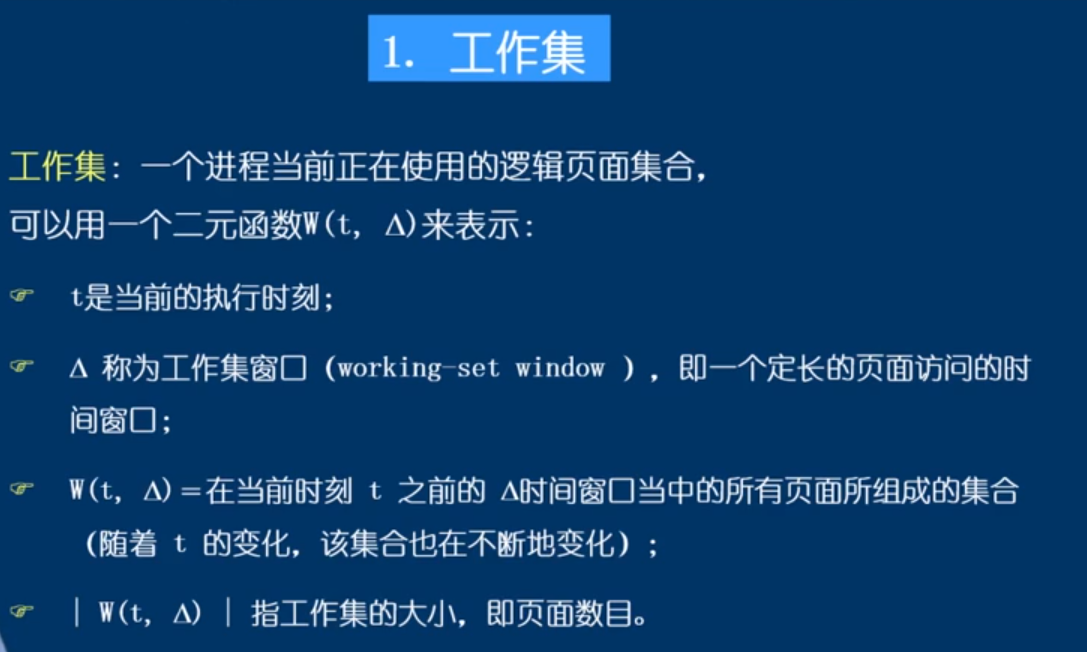 1. 工作集
工作集：一个进程当前正在使用的逻辑页面集合，
可以用一个二元函数W(t, Δ)来表示：
t是当前的执行时刻；
Δ 称为工作集窗口（working-set window ），即一个定长的页面访问的时
间窗口；
W(t, Δ)＝在当前时刻 t 之前的 Δ时间窗口当中的所有页面所组成的集合
（随着 t 的变化，该集合也在不断地变化）；
| W(t, Δ) | 指工作集的大小，即页面数目。